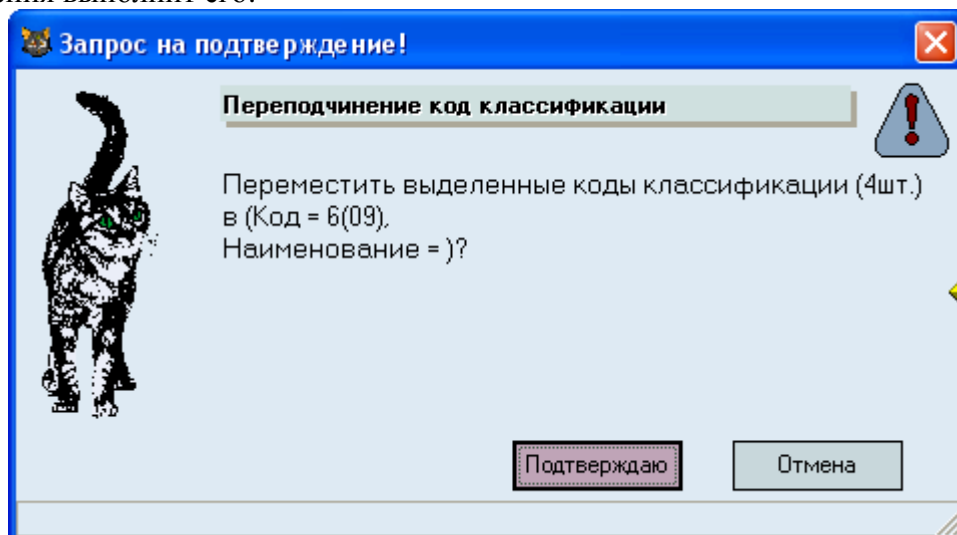 Запрос на подтверждение!
Переподчинение код классификации
Переместить выделенные коды классификации (4шт.)
в (Код = 6(09),
Наименование = )?
Подтверждаю
Отмена